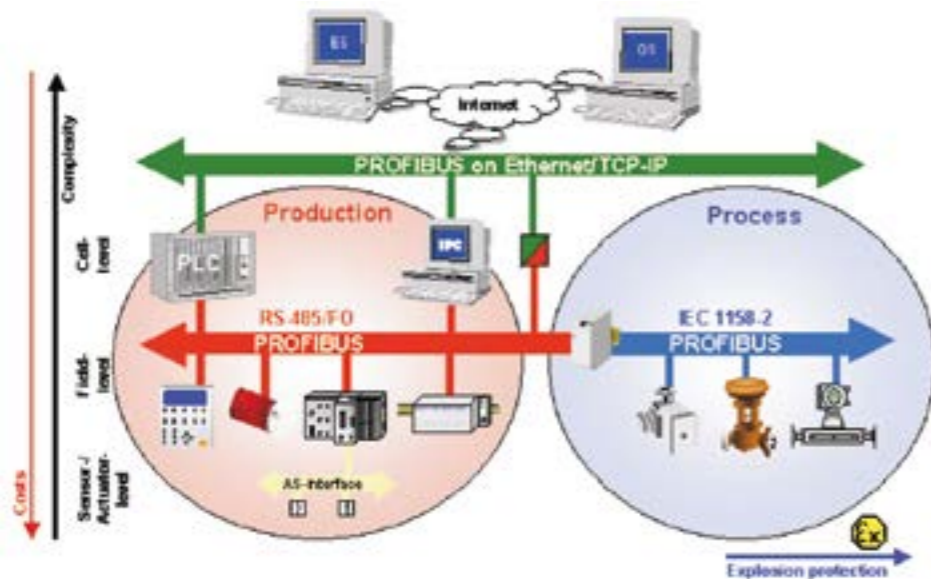 ES
OS
Internet
PROFIBUS on Ethernet/TCP-IP
Complexity
Production
Process
Cell-
level
PLC
IPC
RS-485/FO
IEC 1158-2
PROFIBUS
PROFIBUS
Field-
level
AS-Interface
Sensor-/
Actuator-
level
Costs
Ex
Explosion protection